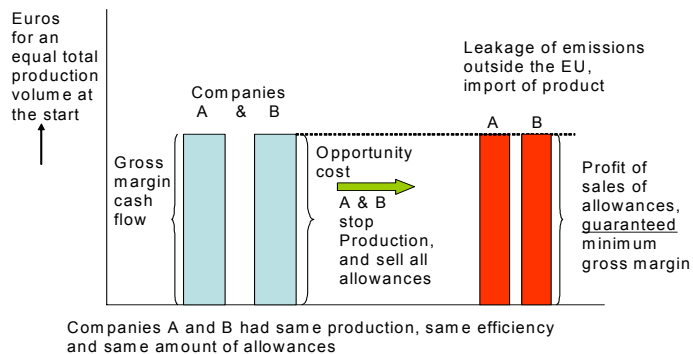 Euros
for an
equal total
production
volume at
the start
Companies
A & B
Gross
margin
cash
flow
Opportunity
cost
A & B
stop
Production,
and sell all
allowances
Leakage of emissions
outside the EU,
import of product
A B
Profit of
sales of
allowances,
guaranteed
minimum
gross margin
Companies A and B had same production, same efficiency
and same amount of allowances